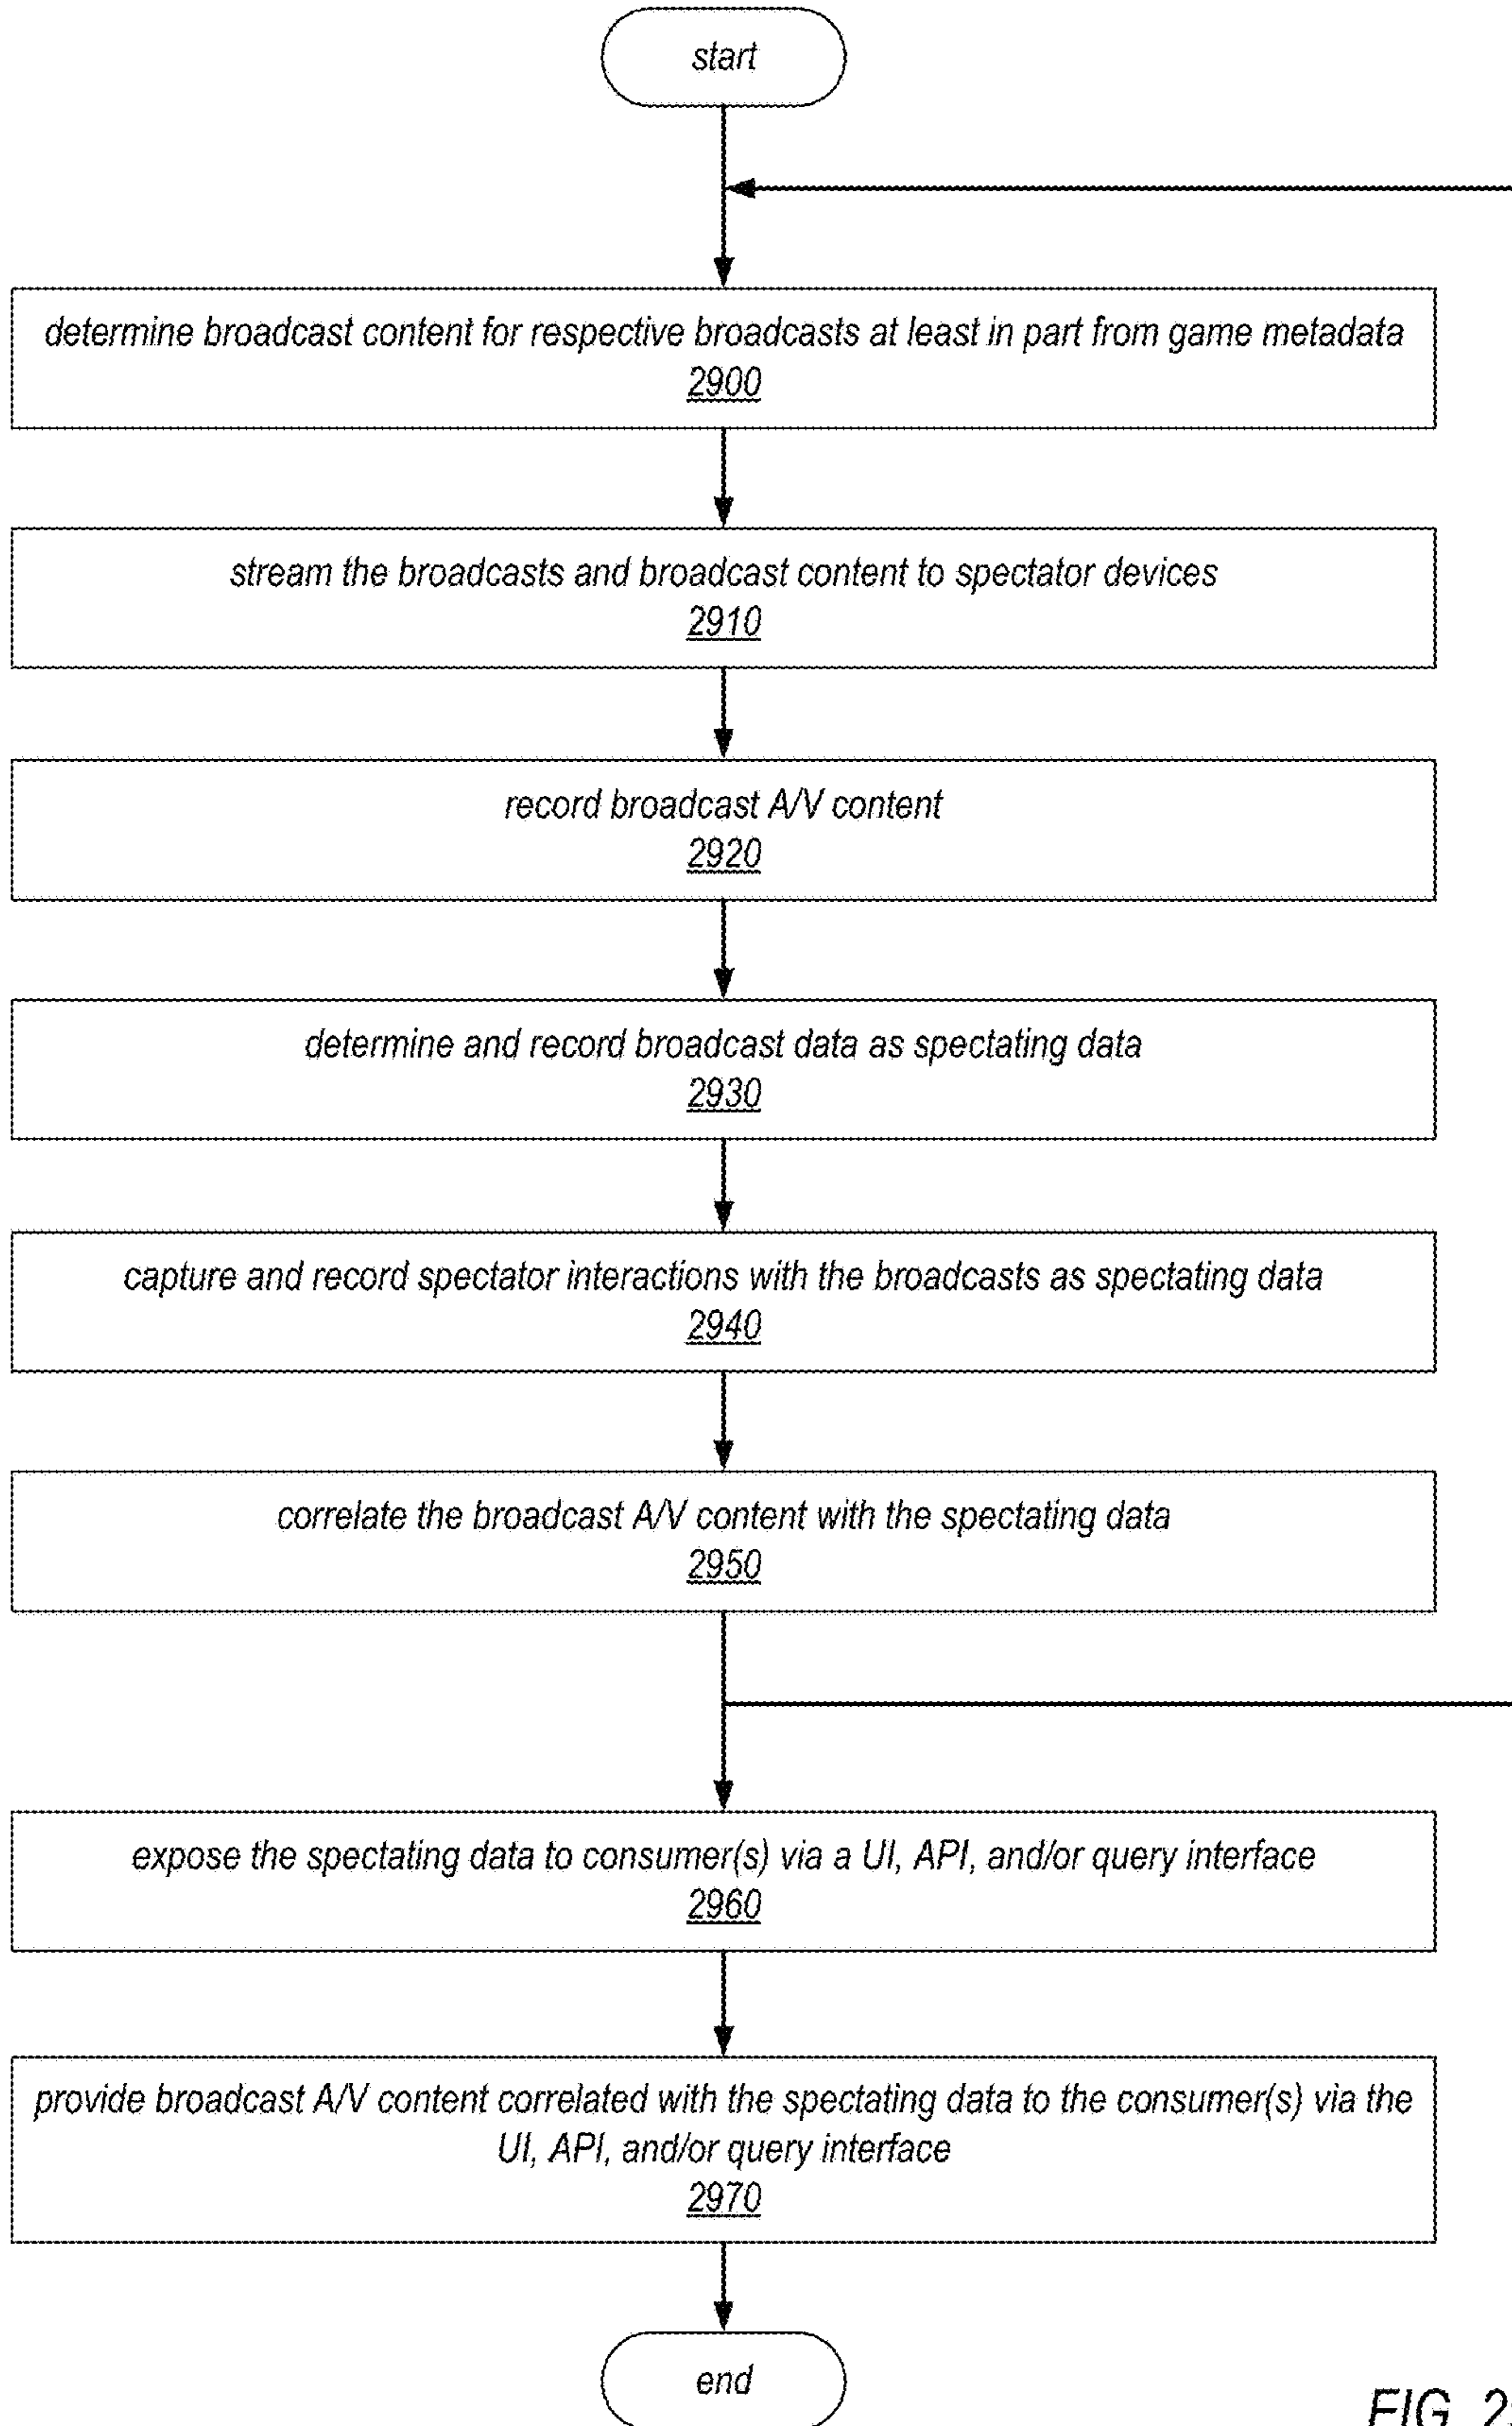 start
determine broadcast content for respective broadcasts at least in part from game metadata
2900
stream the broadcasts and broadcast content to spectator devices
2910
record broadcast A/V content
2920
determine and record broadcast data as spectating data
2930
capture and record spectator interactions with the broadcasts as spectating data
2940
correlate the broadcast A/V content with the spectating data
2950
expose the spectating data to consumer(s) via a UI, API, and/or query interface
2960
provide broadcast A/V content correlated with the spectating data to the consumer(s) via the
UI, API, and/or query interface
2970
end
FIG. 2